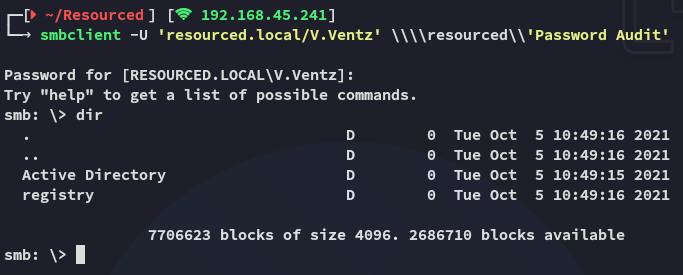 [ ~/Resourced ] [ 192.168.45.241]
smbclient -U 'resourced.local/V.Ventz' \\\\resourced\\'Password Audit'
Password for [RESOURCED.LOCAL\V.Ventz]:
Try "help" to get a list of possible commands.
smb: \> dir
. D 0 Tue Oct 5 10:49:16 2021
.. D 0 Tue Oct 5 10:49:16 2021
Active Directory D 0 Tue Oct 5 10:49:15 2021
registry D 0 Tue Oct 5 10:49:16 2021
7706623 blocks of size 4096. 2686710 blocks available
smb: \>